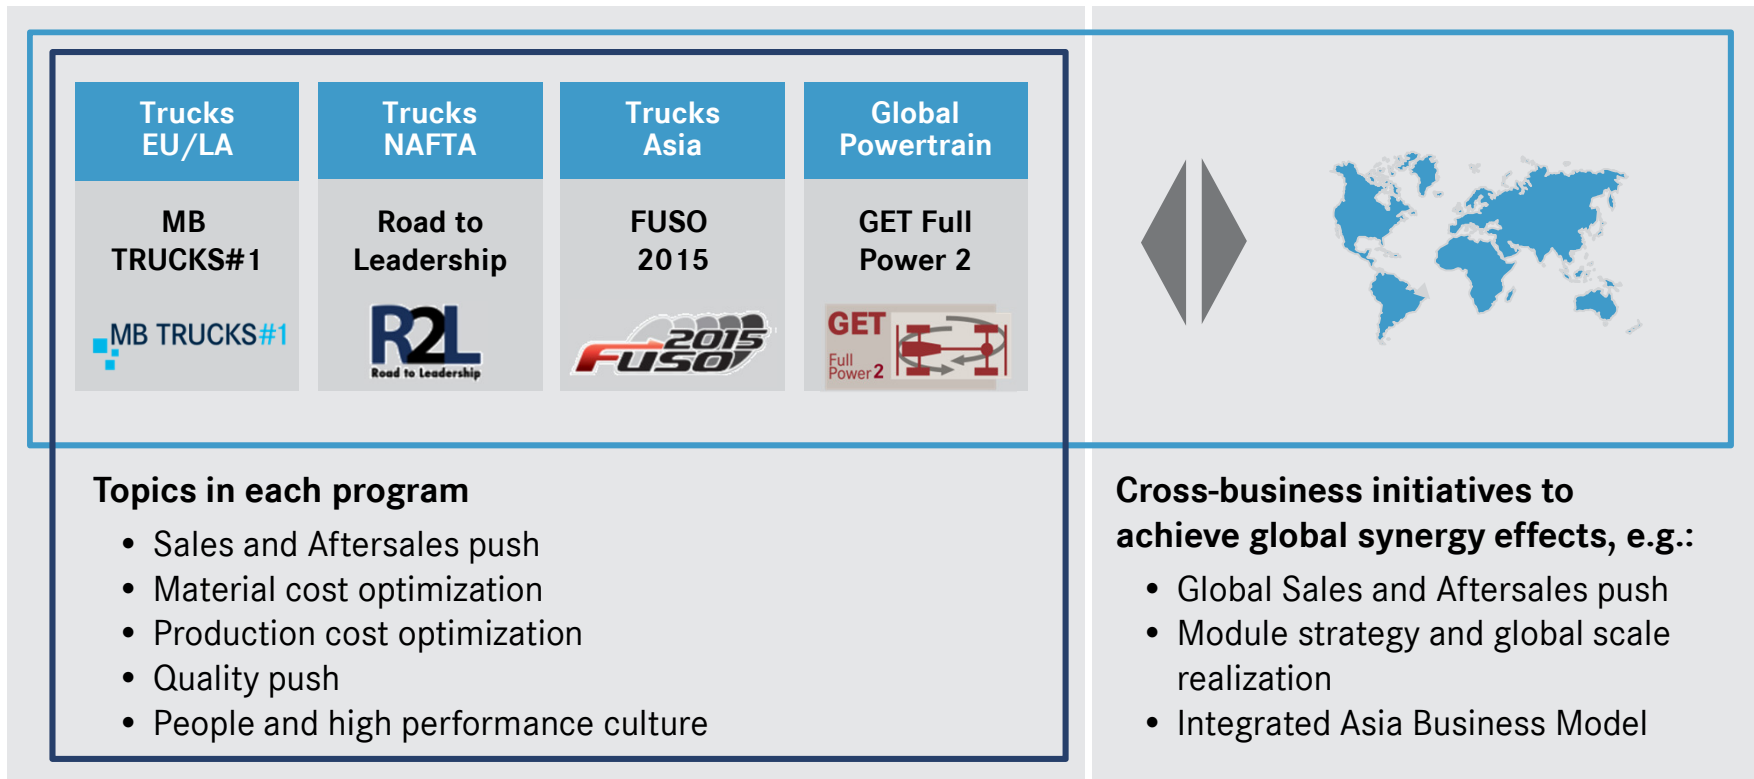 Trucks
EU/LA
MB
TRUCKS#1
MB TRUCKS#1
Trucks
NAFTA
Road to
Leadership
R2L
Road to Leadership
Trucks
Asia
FUSO
2015
2015
FUSO
Global
Powertrain
GET Full
Power 2
GET
Full
Power 2
Topics in each program
• Sales and Aftersales push
• Material cost optimization
• Production cost optimization
• Quality push
• People and high performance culture
Cross-business initiatives to
achieve global synergy effects, e.g.:
• Global Sales and Aftersales push
• Module strategy and global scale
realization
• Integrated Asia Business Model